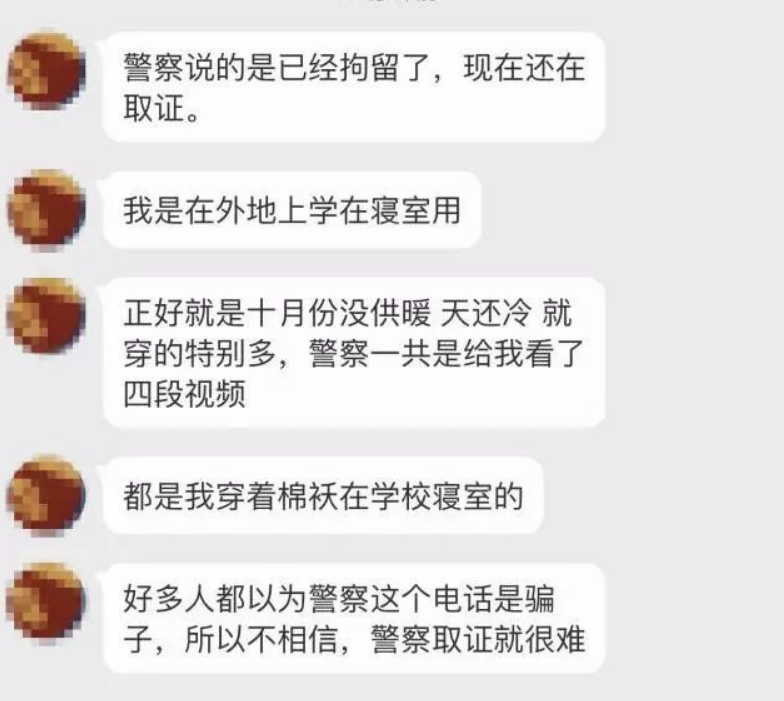 警察说的是已经拘留了，现在还在
取证。
我是在外地上学在寝室用
正好就是十月份没供暖 天还冷 就
穿的特别多，警察一共是给我看了
四段视频
都是我穿着棉袄在学校寝室的
好多人都以为警察这个电话是骗
子，所以不相信，警察取证就很难